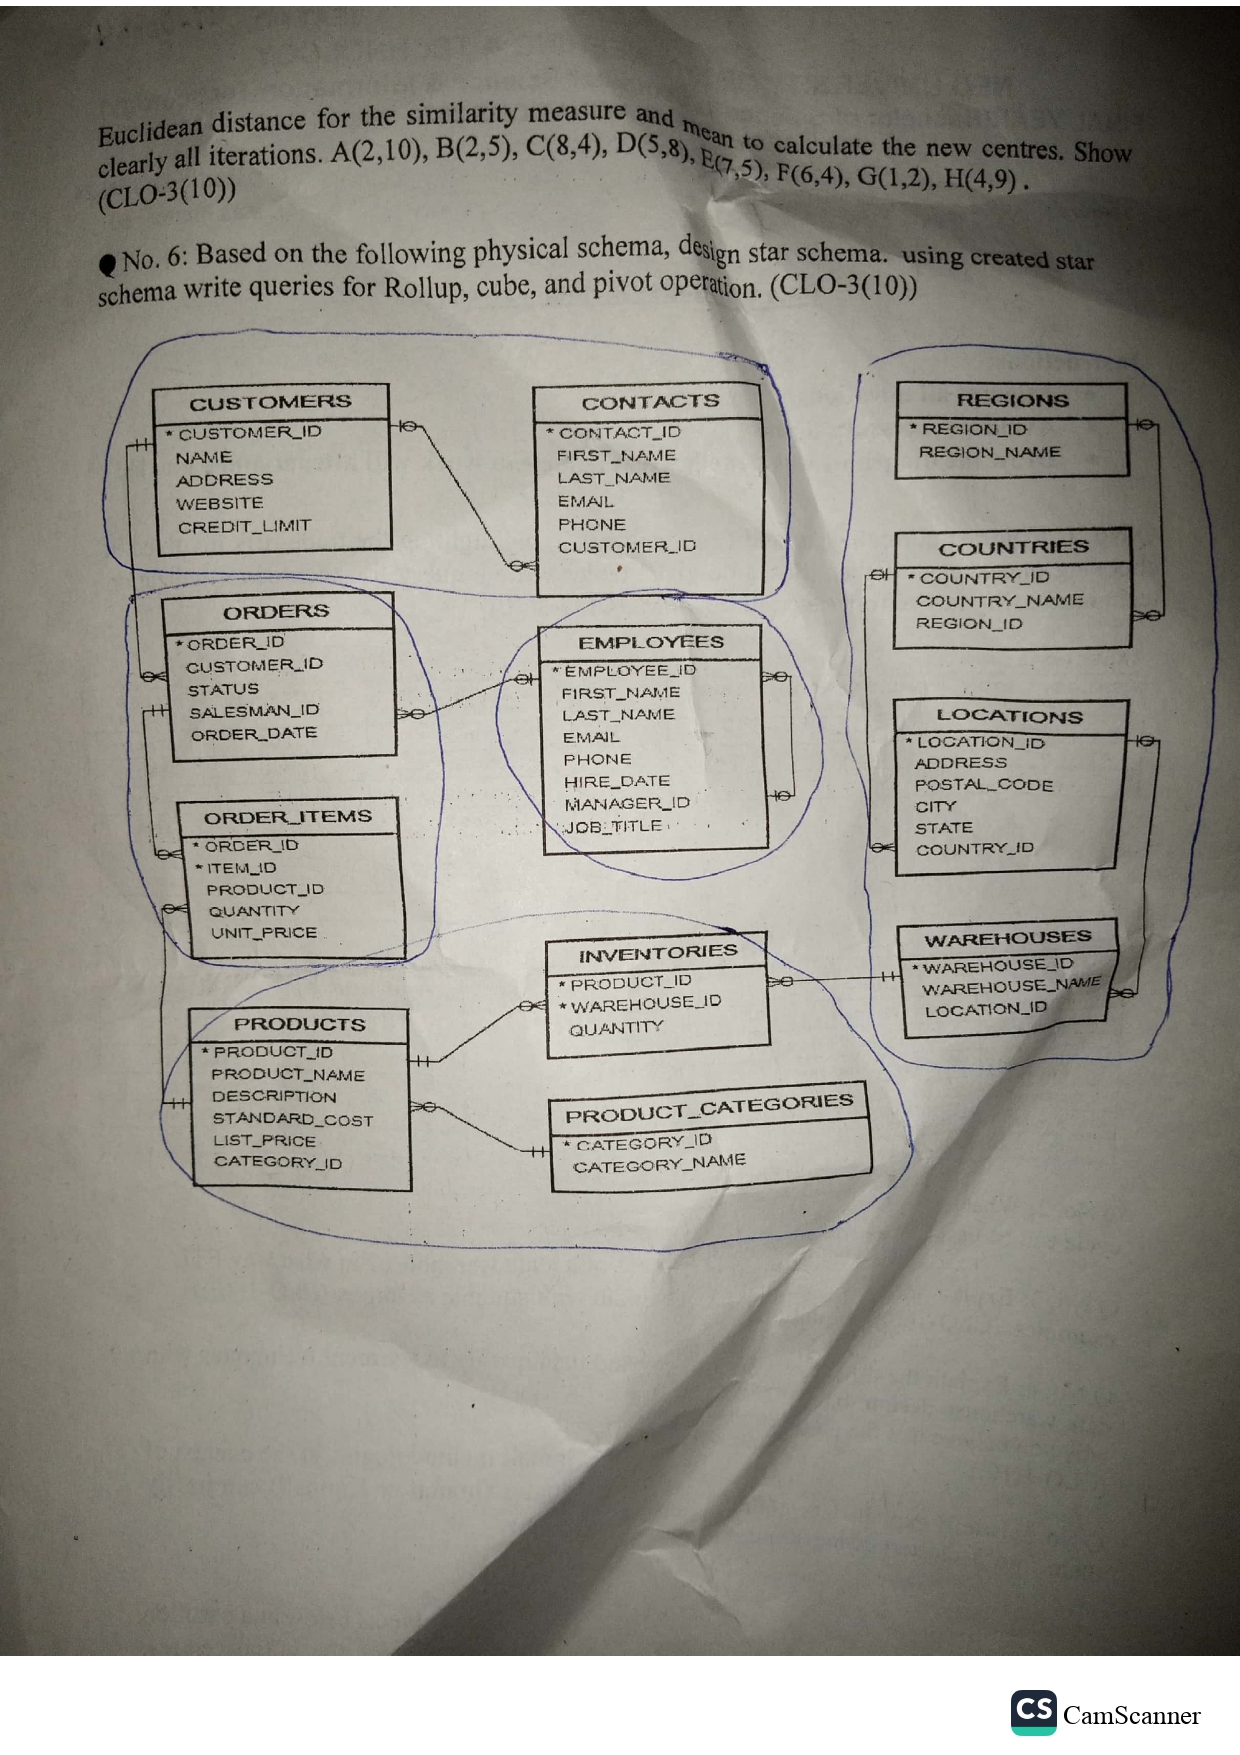 Euclidean distance for the similarity measure and mean to calculate the new centres. Show
clearly all iterations. A(2,10), B(2,5), C(8,4), D(5,8), E(7,5), F(6,4), G(1,2), H(4,9) .
(CLO-3(10))
No. 6: Based on the following physical schema, design star schema. using created star
schema write queries for Rollup, cube, and pivot operation. (CLO-3(10))
CUSTOMERS
* CUSTOMER_ID
NAME
ADDRESS
WEBSITE
CREDIT_LIMIT
CONTACTS
* CONTACT_ID
FIRST_NAME
LAST_NAME
EMAIL
PHONE
CUSTOMER_ID
REGIONS
* REGION_ID
REGION_NAME
COUNTRIES
* COUNTRY_ID
COUNTRY_NAME
REGION_ID
ORDERS
* ORDER_ID
CUSTOMER_ID
STATUS
SALESMAN_ID
ORDER_DATE
EMPLOYEES
* EMPLOYEE_ID
FIRST_NAME
LAST_NAME
EMAIL
PHONE
HIRE_DATE
MANAGER_ID
JOB_TITLE
LOCATIONS
* LOCATION_ID
ADDRESS
POSTAL_CODE
CITY
STATE
COUNTRY_ID
ORDER_ITEMS
* ORDER_ID
* ITEM_ID
PRODUCT_ID
QUANTITY
UNIT_PRICE
INVENTORIES
* PRODUCT_ID
* WAREHOUSE_ID
QUANTITY
WAREHOUSES
* WAREHOUSE_ID
WAREHOUSE_NAME
LOCATION_ID
PRODUCTS
* PRODUCT_ID
PRODUCT_NAME
DESCRIPTION
STANDARD_COST
LIST_PRICE
CATEGORY_ID
PRODUCT_CATEGORIES
* CATEGORY_ID
CATEGORY_NAME
CS CamScanner